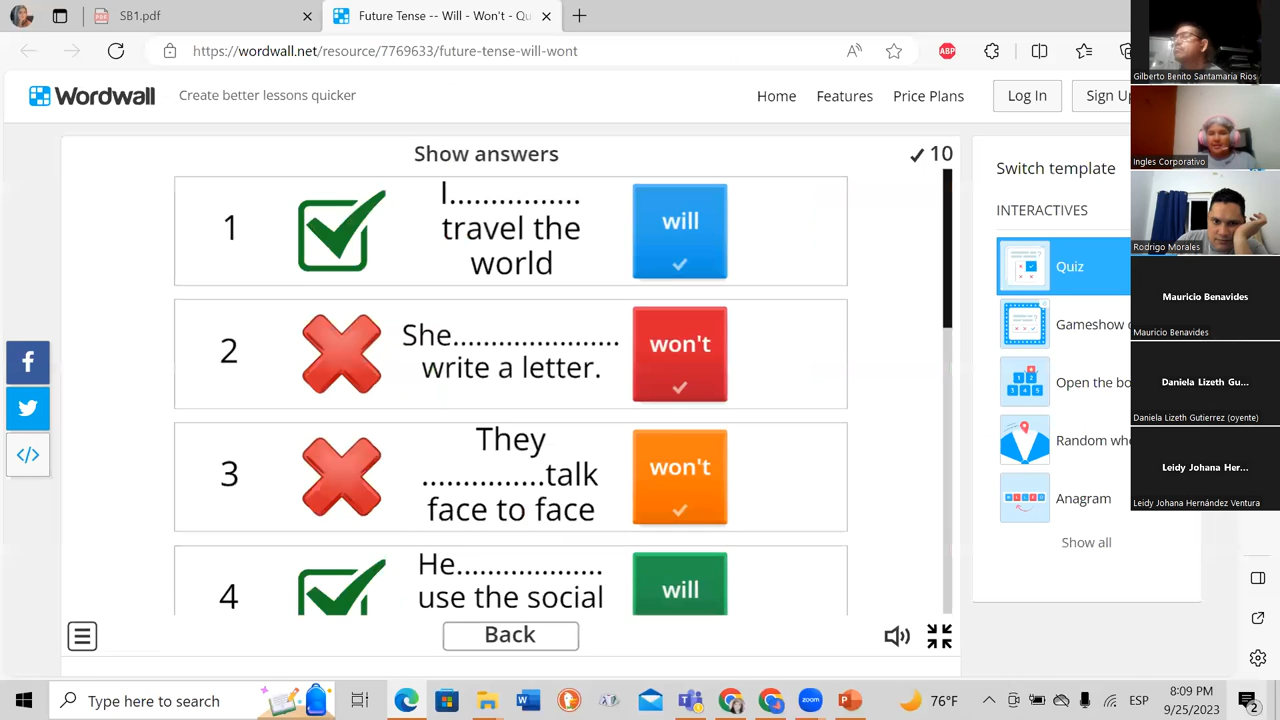 SB1.pdf
Future Tense -- Will - Won't - Qu
https://wordwall.net/resource/7769633/future-tense-will-wont
ABP
Wordwall
Create better lessons quicker
Home
Features
Price Plans
Log In
Sign Up
Show answers
10
1
I...............
travel the
world
will
2
She....................
write a letter.
won't
3
They
...............talk
face to face
won't
4
He..................
use the social
will
Back
Switch template
INTERACTIVES
Quiz
Gameshow
Open the bo
Random whe
Anagram
Show all
Gilberto Benito Santamaria Rios
Ingles Corporativo
Rodrigo Morales
Mauricio Benavides
Mauricio Benavides
Daniela Lizeth Gu...
Daniela Lizeth Gutierrez (oyente)
Leidy Johana Her...
Leidy Johana Hernández Ventura
Type here to search
zoom
76°F
ESP
8:09 PM
9/25/2023
2